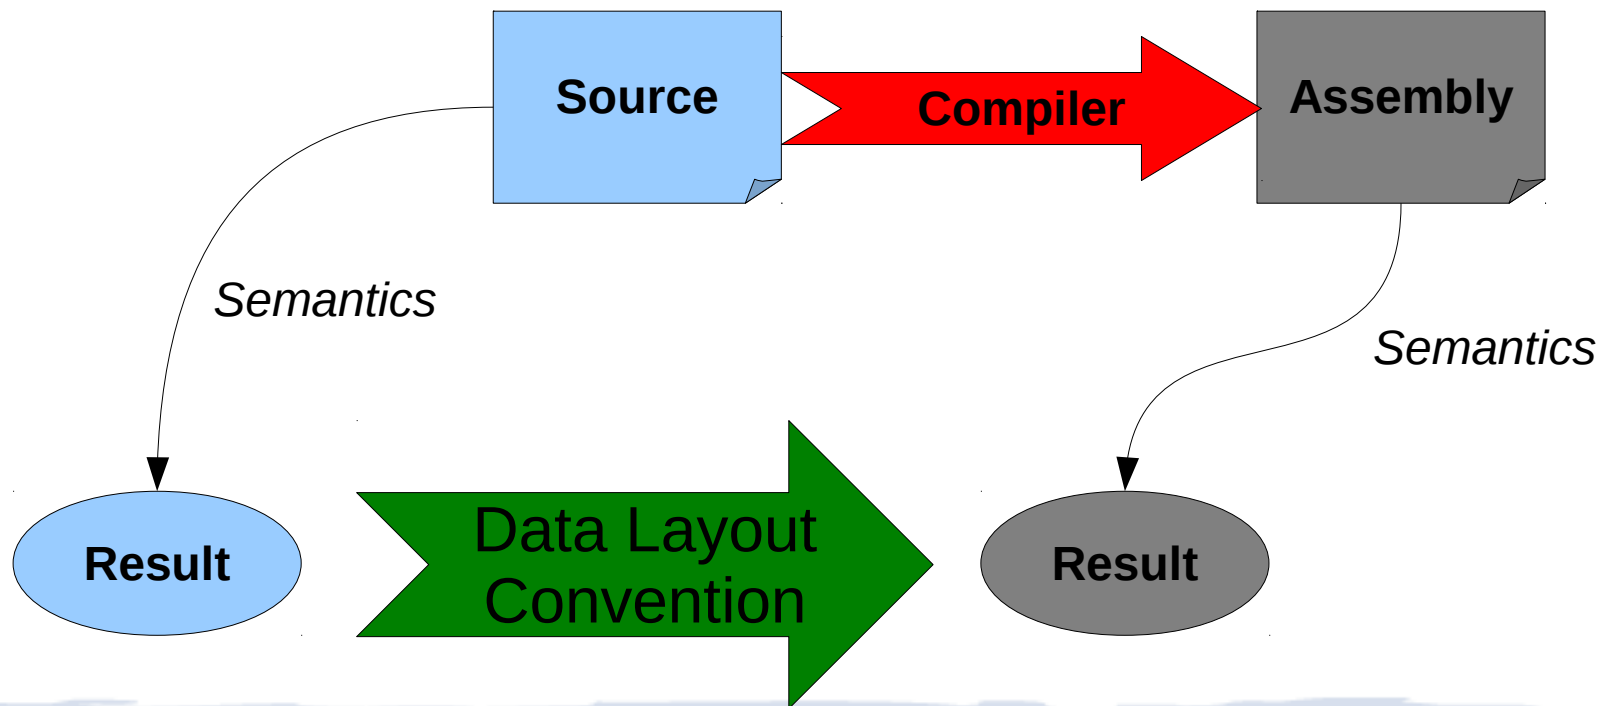 Source
Compiler
Assembly
Semantics
Semantics
Data Layout
Convention
Result
Result